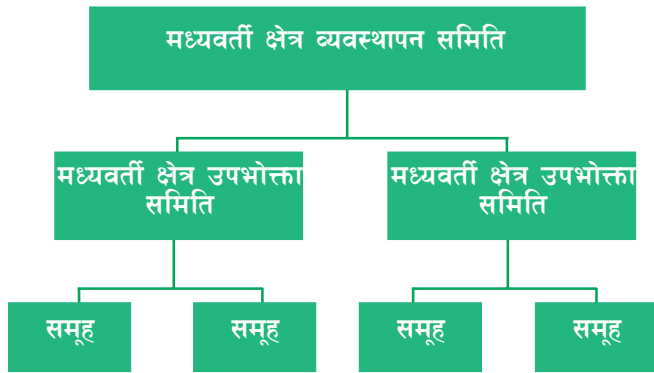 मध्यवर्ती क्षेत्र व्यवस्थापन समिति
मध्यवर्ती क्षेत्र उपभोक्ता
समिति
मध्यवर्ती क्षेत्र उपभोक्ता
समिति
समूह
समूह
समूह
समूह